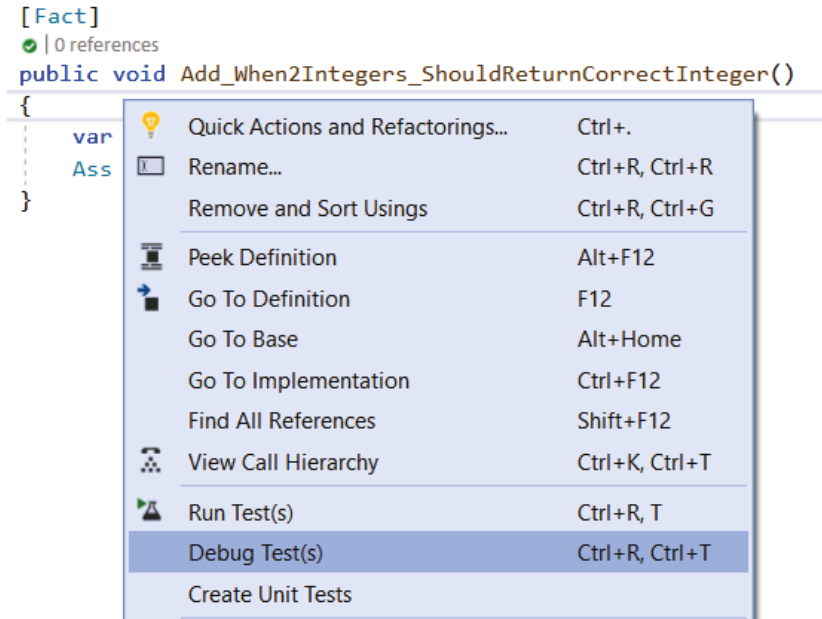 [Fact]
| 0 references
public void Add_When2Integers_ShouldReturnCorrectInteger()
{
var
Ass
}
Quick Actions and Refactorings... Ctrl+.
Rename... Ctrl+R, Ctrl+R
Remove and Sort Usings Ctrl+R, Ctrl+G
Peek Definition Alt+F12
Go To Definition F12
Go To Base Alt+Home
Go To Implementation Ctrl+F12
Find All References Shift+F12
View Call Hierarchy Ctrl+K, Ctrl+T
Run Test(s) Ctrl+R, T
Debug Test(s) Ctrl+R, Ctrl+T
Create Unit Tests